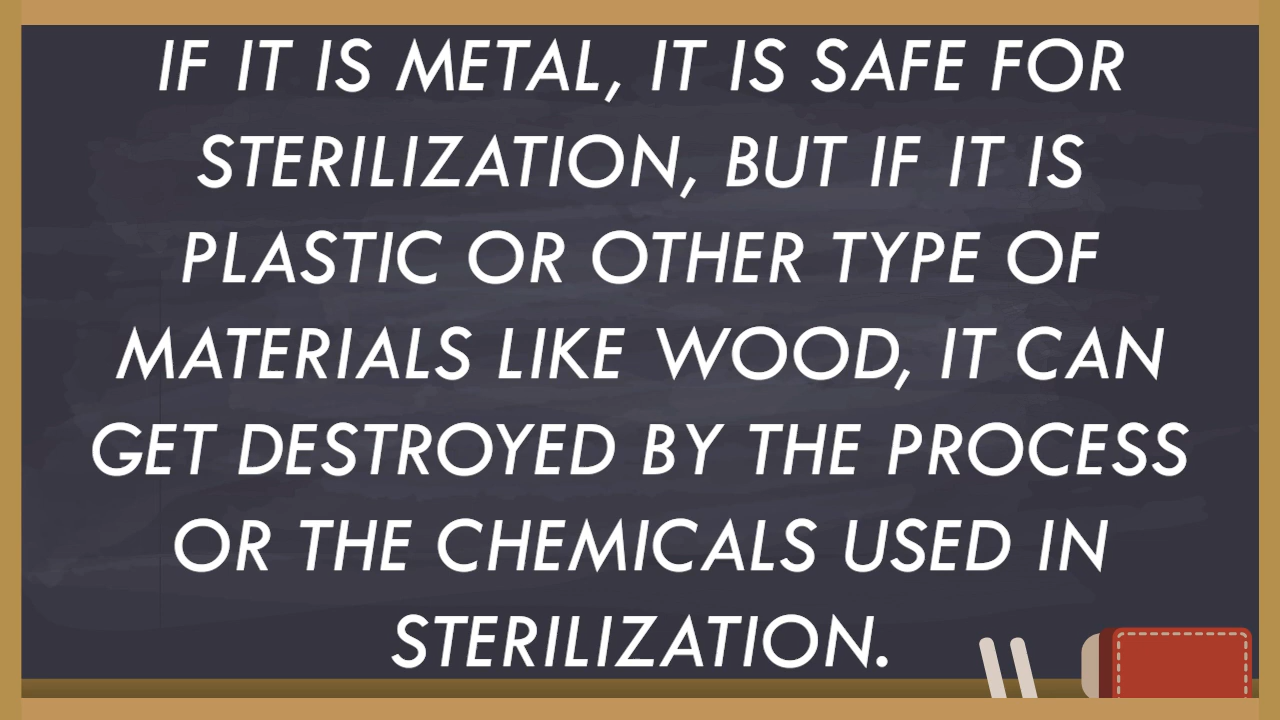 IF IT IS METAL, IT IS SAFE FOR
STERILIZATION, BUT IF IT IS
PLASTIC OR OTHER TYPE OF
MATERIALS LIKE WOOD, IT CAN
GET DESTROYED BY THE PROCESS
OR THE CHEMICALS USED IN
STERILIZATION.